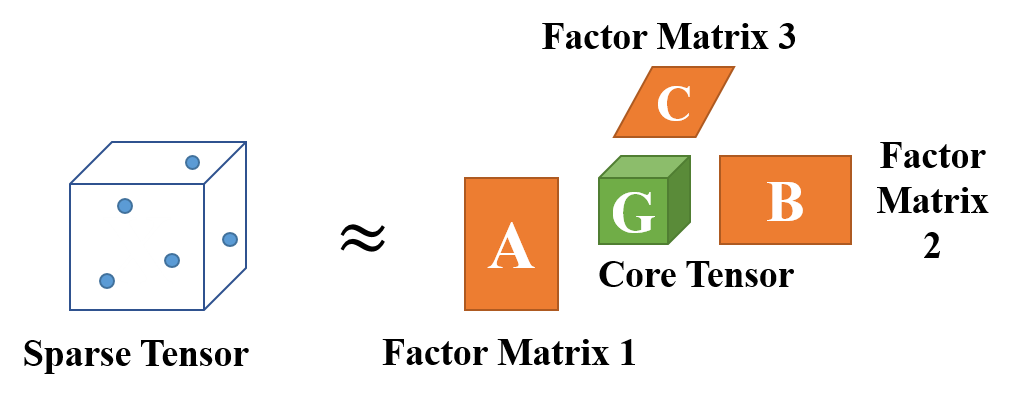 Factor Matrix 3
C
Factor
Matrix
2
G
B
A
≈
Core Tensor
Sparse Tensor
Factor Matrix 1